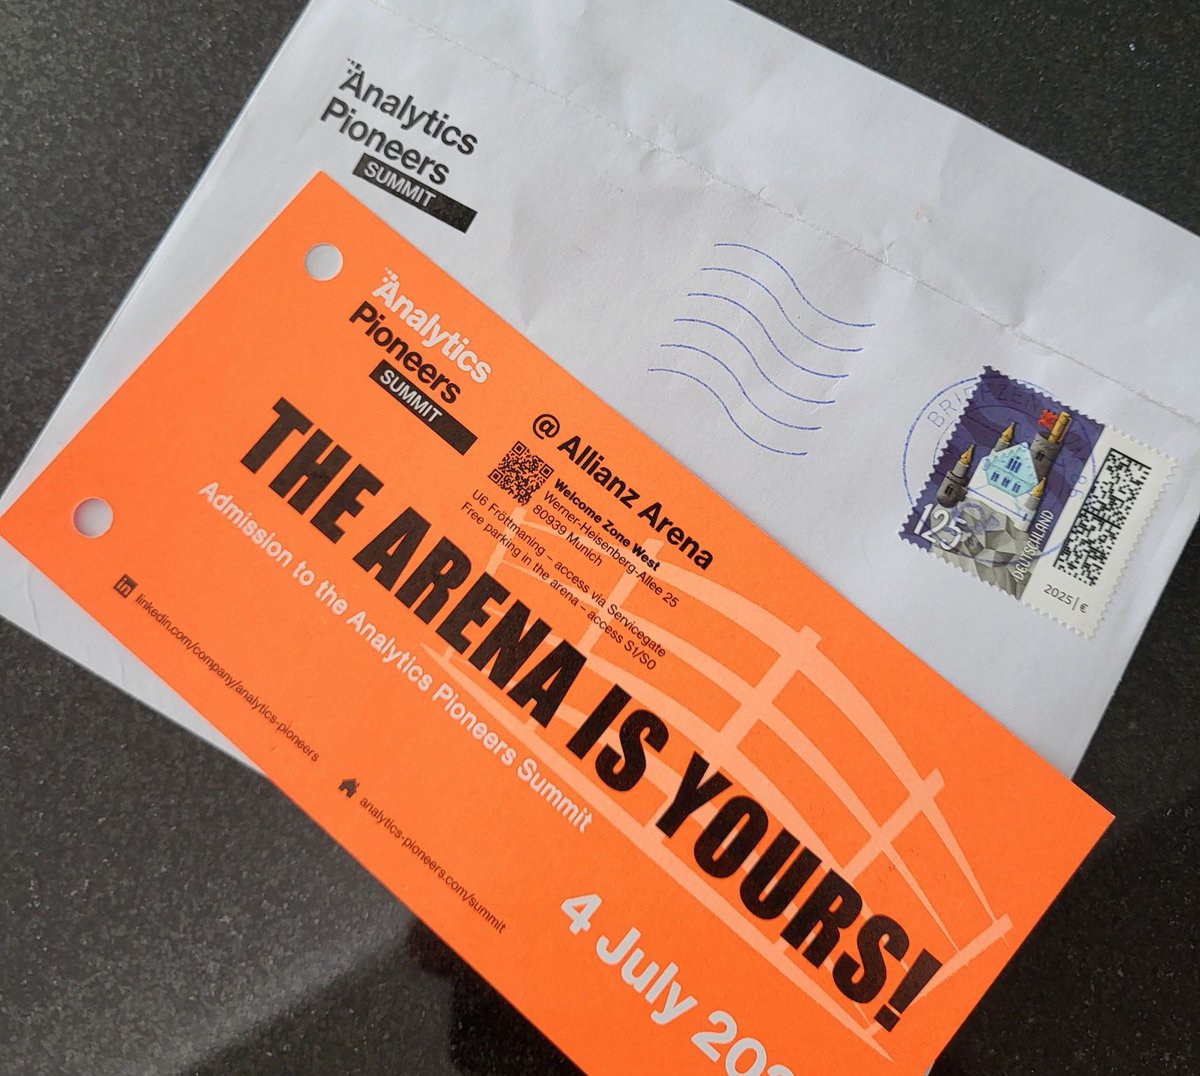 Analytics
Pioneers
SUMMIT
Analytics
Pioneers
SUMMIT
@ Allianz Arena
Welcome Zone West
Werner-Heisenberg-Allee 25
80939 Munich
U6 Fröttmaning – access via Servicegate
Free parking in the arena – access S1/S0
THE ARENA IS YOURS!
Admission to the Analytics Pioneers Summit
in linkedin.com/company/analytics-pioneers
analytics-pioneers.com/summit
4 July
125
DEUTSCHLAND
2025 | €